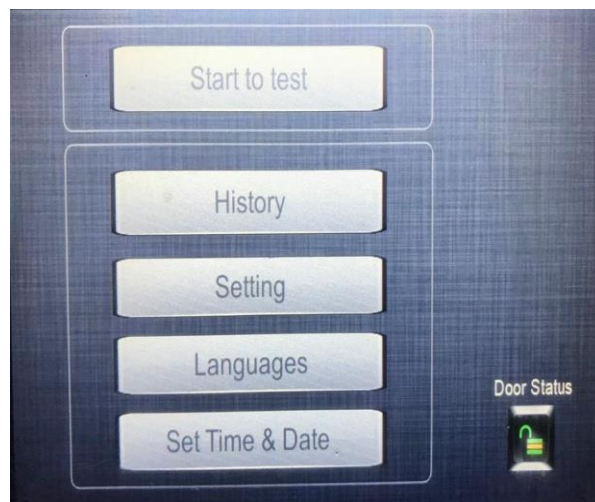 Start to test
History
Setting
Languages
Set Time & Date
Door Status